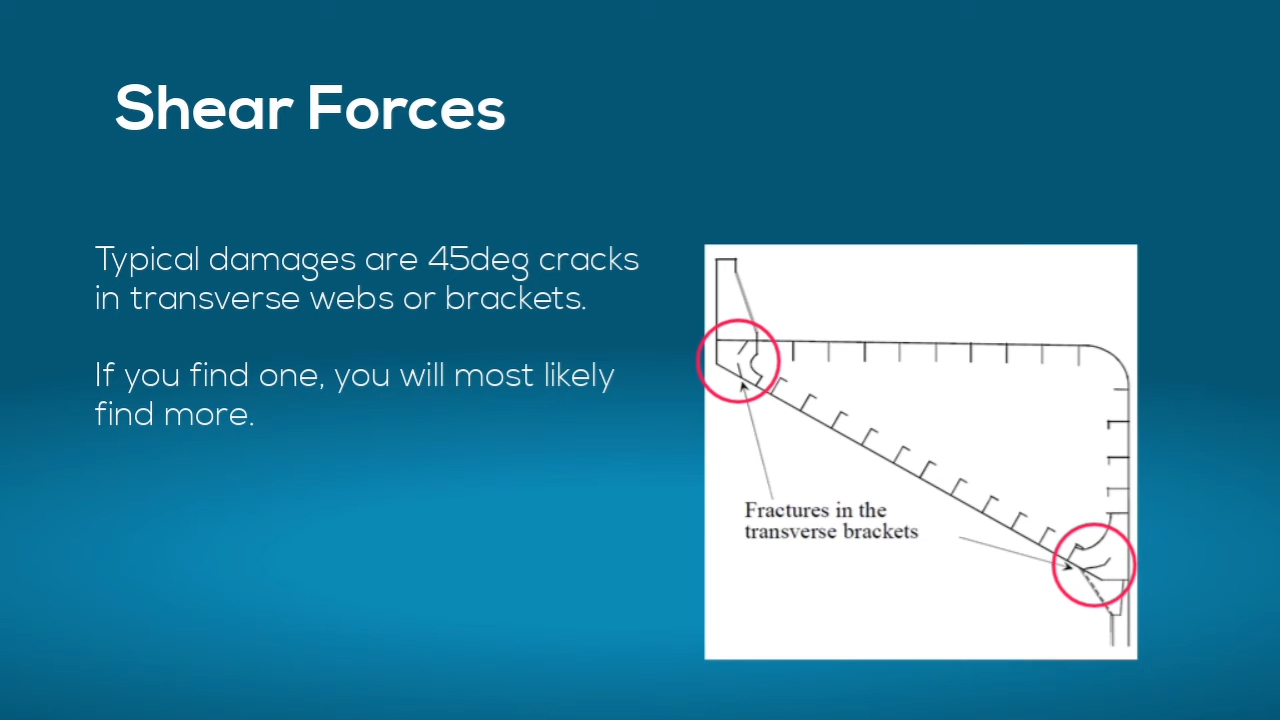 Shear Forces
Typical damages are 45deg cracks
in transverse webs or brackets.
If you find one, you will most likely
find more.
Fractures in the
transverse brackets